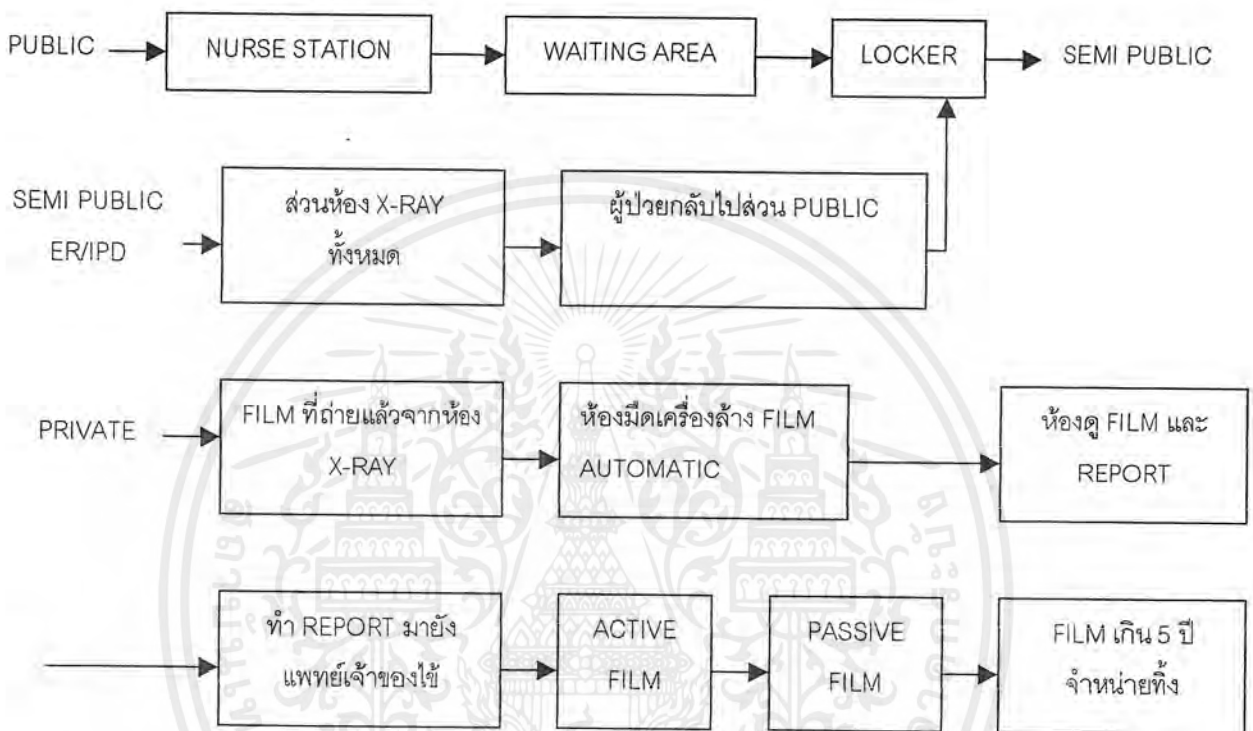 PUBLIC
NURSE STATION
WAITING AREA
LOCKER
SEMI PUBLIC
SEMI PUBLIC
ER/IPD
ส่วนห้อง X-RAY
ทั้งหมด
ผู้ป่วยกลับไปส่วน PUBLIC
PRIVATE
FILM ที่ถ่ายแล้วจากห้อง
X-RAY
ห้องมืดเครื่องล้าง FILM
AUTOMATIC
ห้องดู FILM และ
REPORT
ทำ REPORT มายัง
แพทย์เจ้าของไข้
ACTIVE
FILM
PASSIVE
FILM
FILM เกิน 5 ปี
จำหน่ายทิ้ง